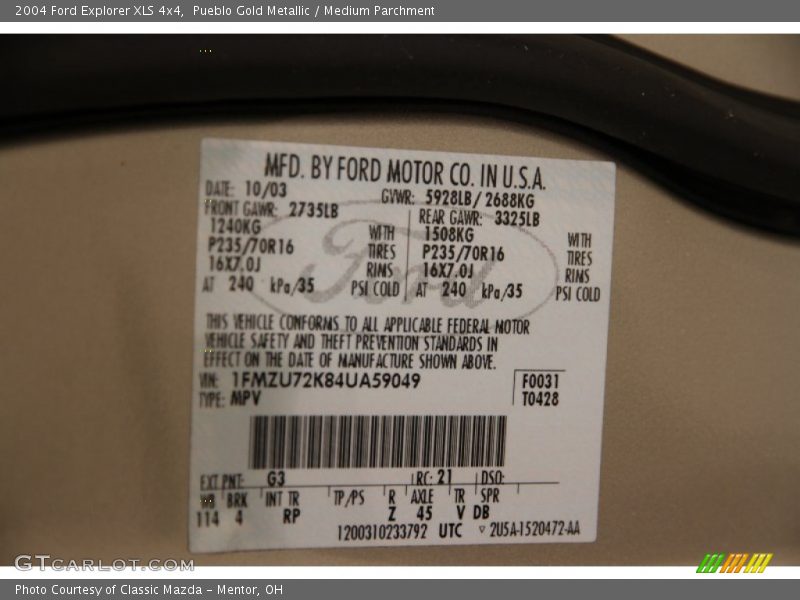 2004 Ford Explorer XLS 4x4,  Pueblo Gold Metallic / Medium Parchment
MFD. BY FORD MOTOR CO. IN U.S.A.
DATE: 10/03 GVWR: 5928LB/ 2688KG
FRONT GAWR: 2735LB REAR GAWR: 3325LB
1240KG WITH 1508KG WITH
P235/70R16 TIRES P235/70R16 TIRES
16X7.0J RIMS 16X7.0J RIMS
AT 240 kPa/35 PSI COLD AT 240 kPa/35 PSI COLD
Ford
THIS VEHICLE CONFORMS TO ALL APPLICABLE FEDERAL MOTOR
VEHICLE SAFETY AND THEFT PREVENTION STANDARDS IN
EFFECT ON THE DATE OF MANUFACTURE SHOWN ABOVE.
VIN: 1FMZU72K84UA59049 F0031
TYPE: MPV T0428
EXT PNT: G3 RC: 21 DSO:
WB BRK INT TR TP/PS R AXLE TR SPR
114 4 RP Z 45 V DB
1200310233792 UTC ▽ 2U5A-1520472-AA
GTCARLOT.COM
Photo Courtesy of Classic Mazda - Mentor, OH